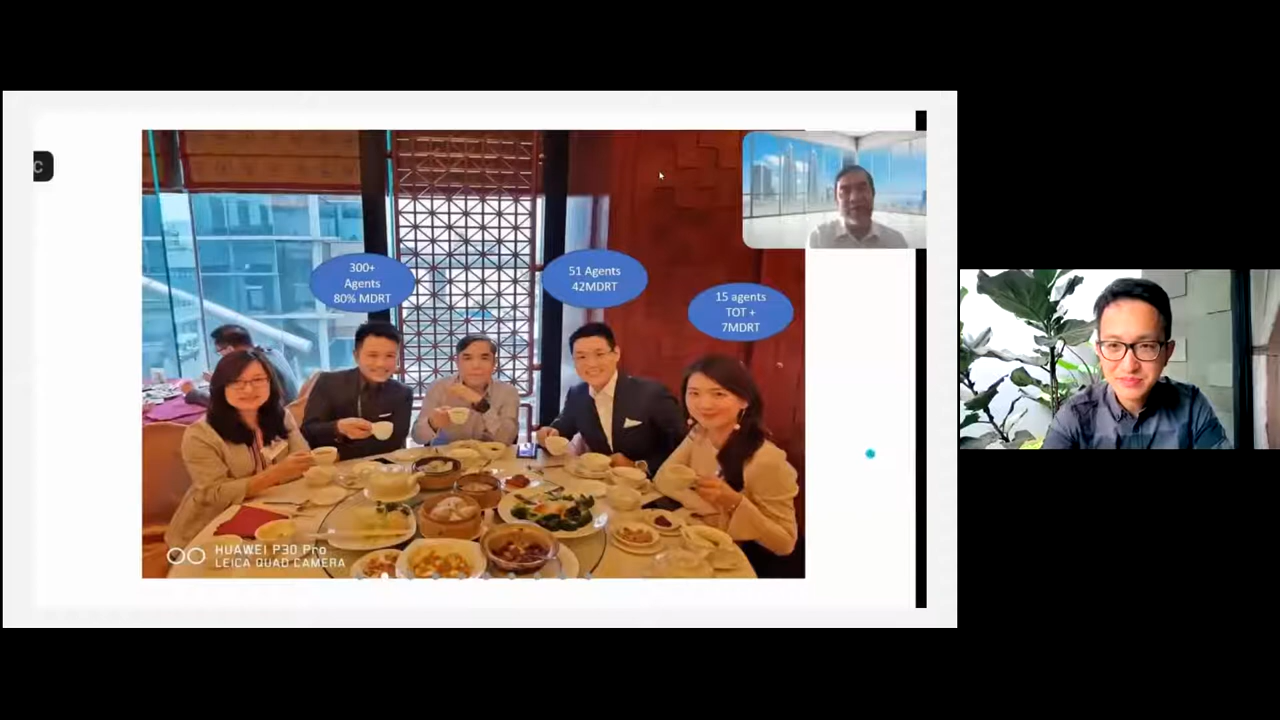 C
300+
Agents
80% MDRT
51 Agents
42MDRT
15 agents
TOT +
7MDRT
HUAWEI P30 Pro
LEICA QUAD CAMERA